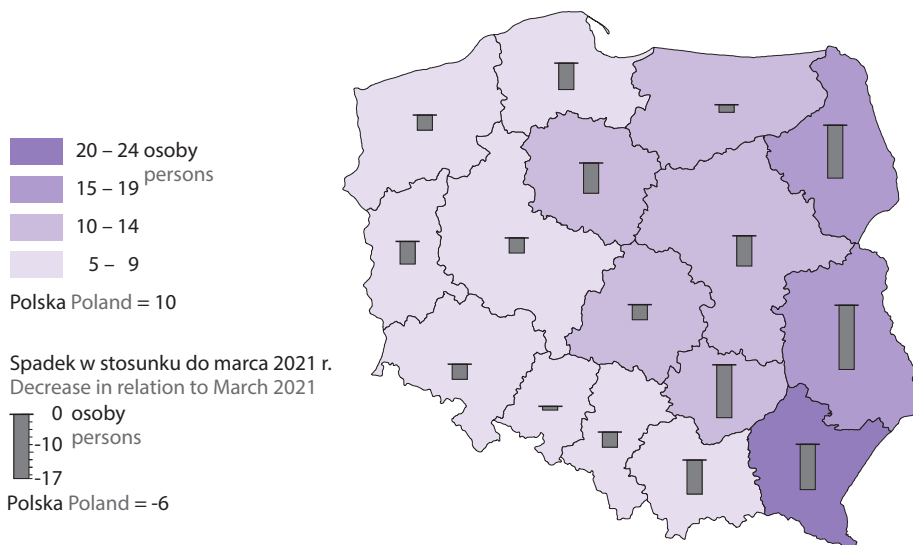 20 – 24 osoby
persons
15 – 19
10 – 14
5 – 9
Polska Poland = 10
Spadek w stosunku do marca 2021 r.
Decrease in relation to March 2021
0 osoby
persons
-10
-17
Polska Poland = -6